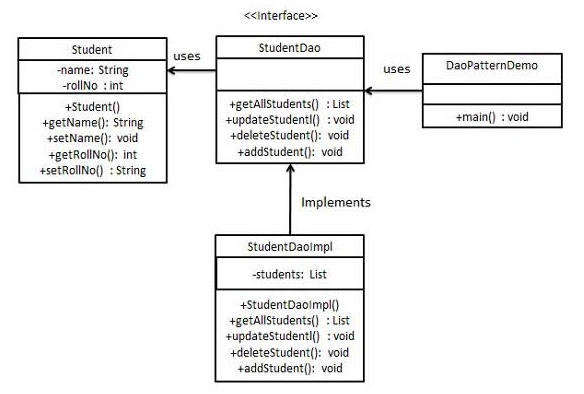 <<Interface>>
Student
-name: String
-rollNo : int
+Student()
+getName(): String
+setName(): void
+getRollNo(): int
+setRollNo() : String
uses
StudentDao
+getAllStudents() : List
+updateStudentl() : void
+deleteStudent(): void
+addStudent(): void
uses
DaoPatternDemo
+main() : void
Implements
StudentDaoImpl
-students: List
+StudentDaoImpl()
+getAllStudents() : List
+updateStudentl() : void
+deleteStudent(): void
+addStudent(): void